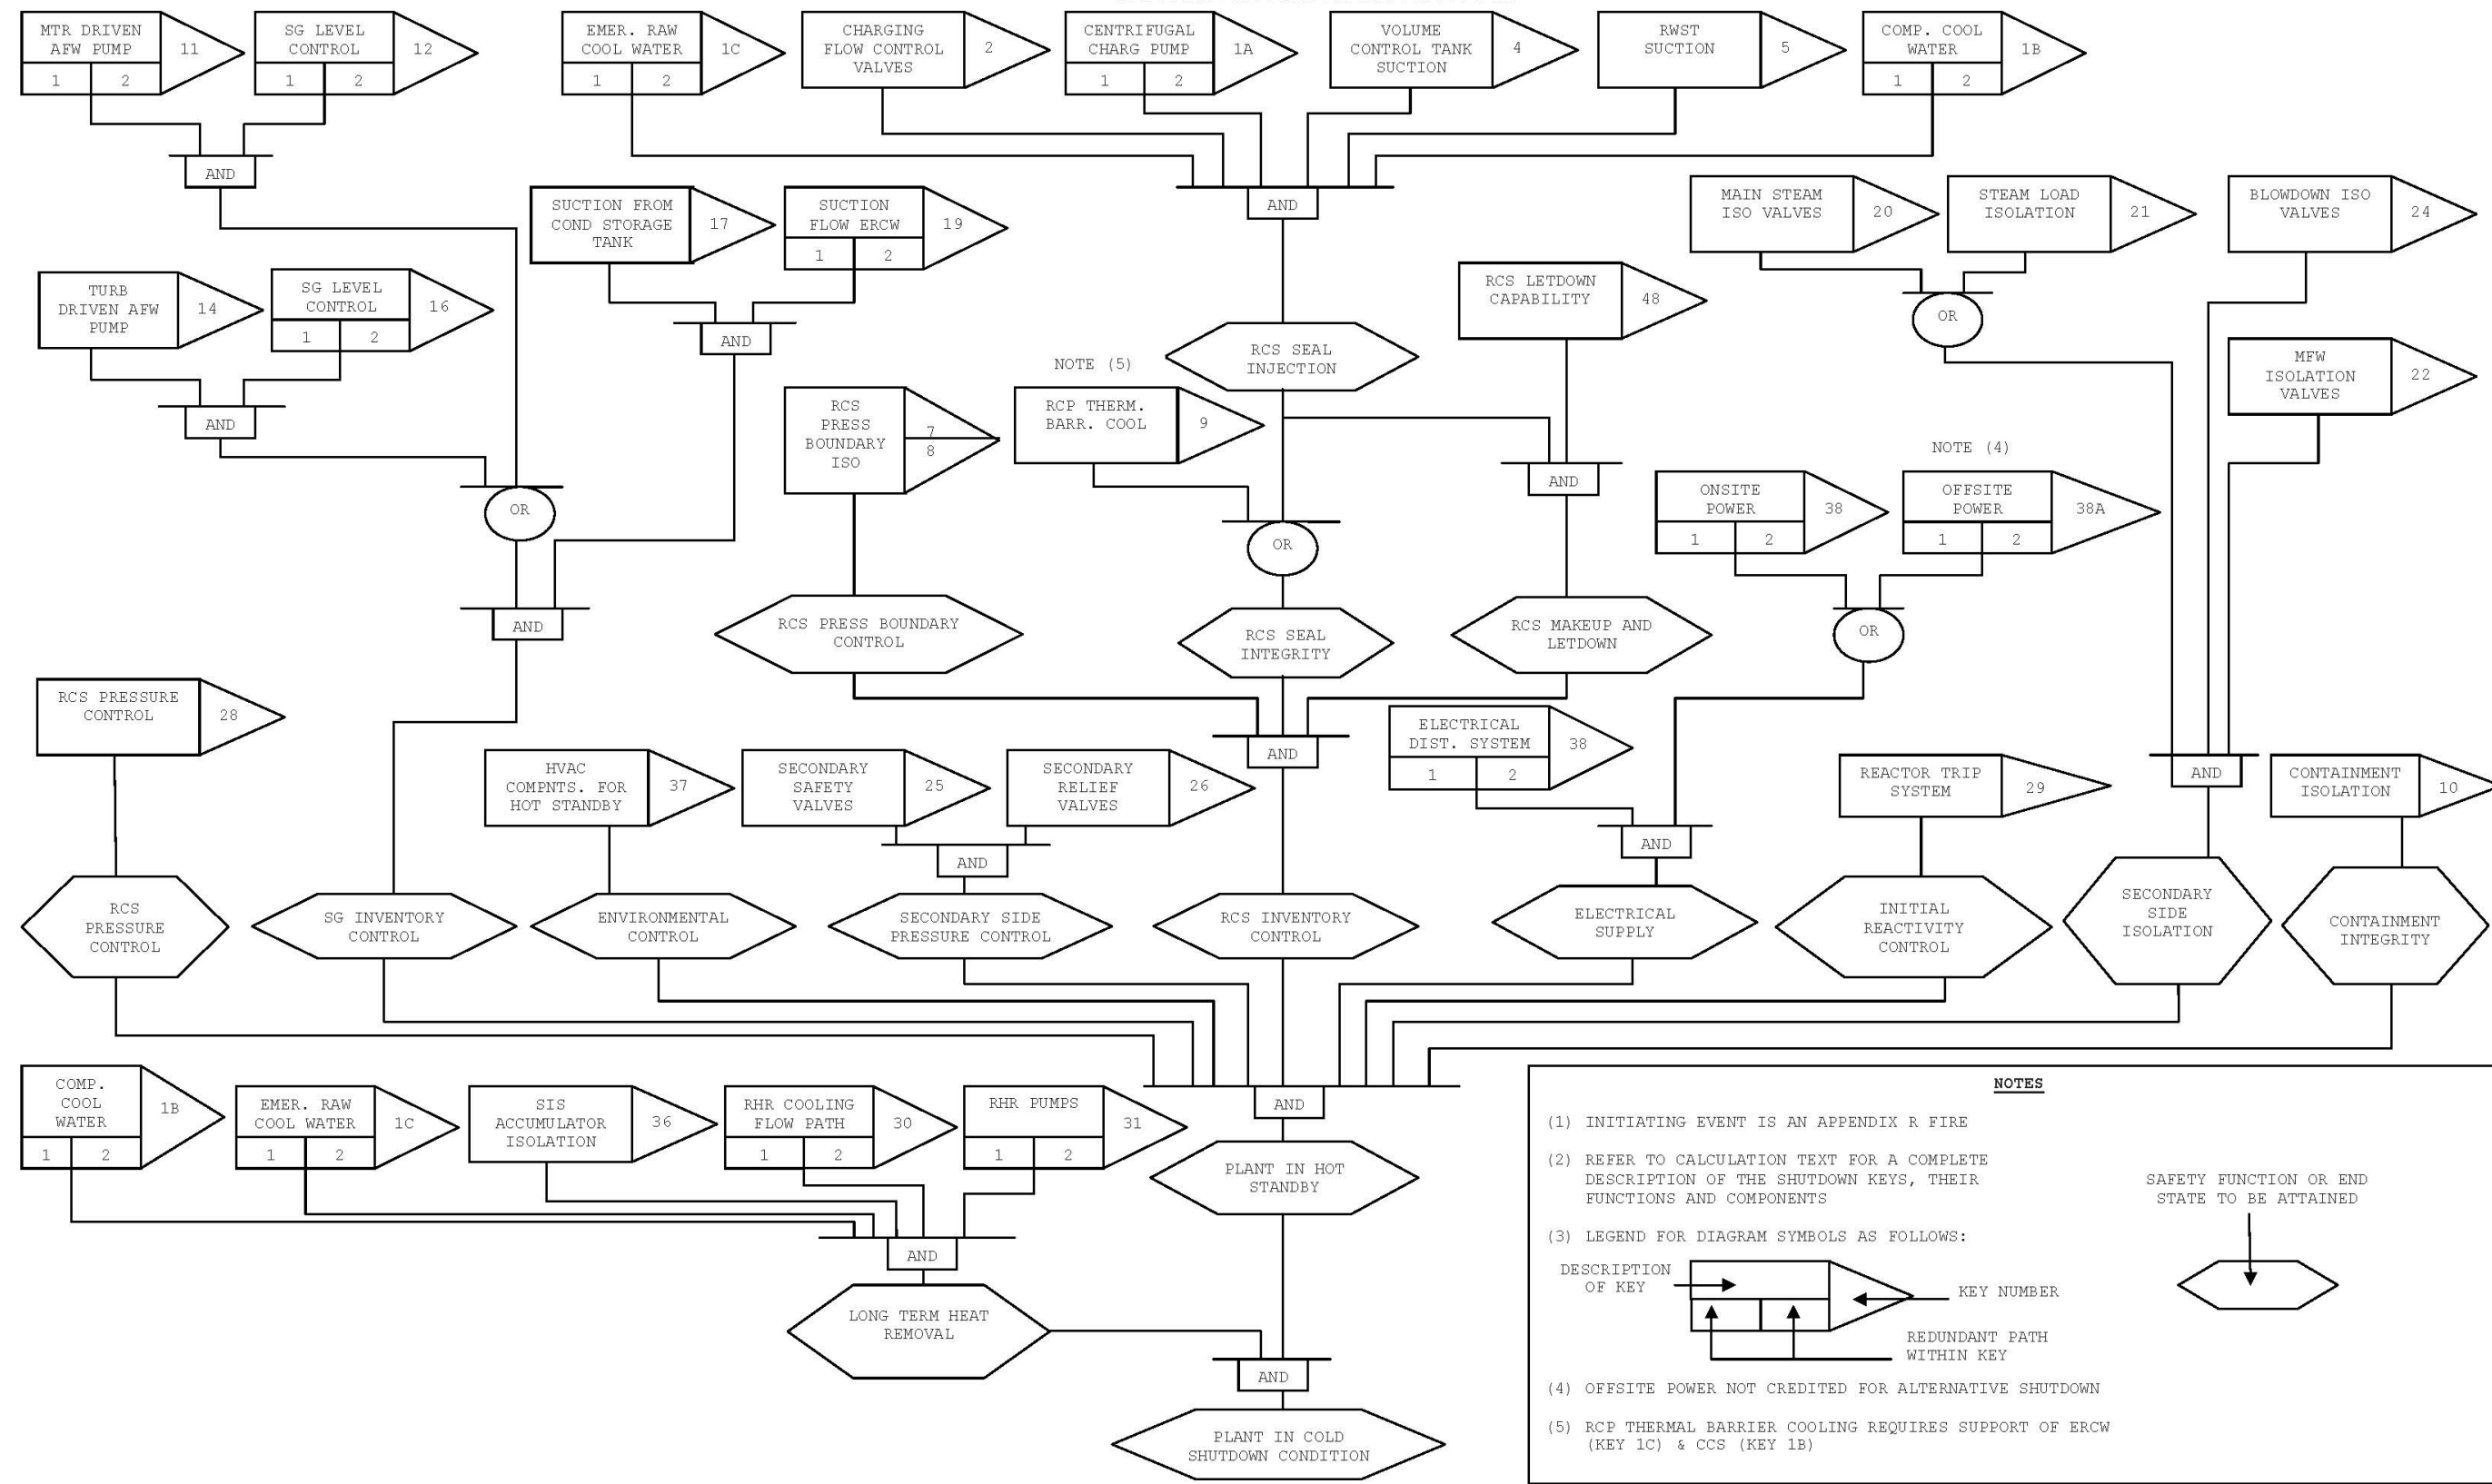 MTR DRIVEN
AFW PUMP
1 2
11
SG LEVEL
CONTROL
1 2
12
EMER. RAW
COOL WATER
1 2
1C
CHARGING
FLOW CONTROL
VALVES
2
CENTRIFUGAL
CHARG PUMP
1 2
1A
VOLUME
CONTROL TANK
SUCTION
4
RWST
SUCTION
5
COMP. COOL
WATER
1 2
1B
AND
SUCTION FROM
COND STORAGE
TANK
17
SUCTION
FLOW ERCW
1 2
19
AND
MAIN STEAM
ISO VALVES
20
STEAM LOAD
ISOLATION
21
BLOWDOWN ISO
VALVES
24
TURB
DRIVEN AFW
PUMP
14
SG LEVEL
CONTROL
1 2
16
AND
RCS LETDOWN
CAPABILITY
48
OR
RCS SEAL
INJECTION
MFW
ISOLATION
VALVES
22
AND
NOTE (5)
RCS
PRESS
BOUNDARY
ISO
7
8
RCP THERM.
BARR. COOL
9
NOTE (4)
OR
AND
ONSITE
POWER
1 2
38
OFFSITE
POWER
1 2
38A
OR
AND
RCS PRESS BOUNDARY
CONTROL
RCS SEAL
INTEGRITY
RCS MAKEUP AND
LETDOWN
OR
RCS PRESSURE
CONTROL
28
HVAC
COMPNTS. FOR
HOT STANDBY
37
SECONDARY
SAFETY
VALVES
25
SECONDARY
RELIEF
VALVES
26
AND
ELECTRICAL
DIST. SYSTEM
1 2
38
REACTOR TRIP
SYSTEM
29
AND
CONTAINMENT
ISOLATION
10
AND
AND
RCS
PRESSURE
CONTROL
SG INVENTORY
CONTROL
ENVIRONMENTAL
CONTROL
SECONDARY SIDE
PRESSURE CONTROL
RCS INVENTORY
CONTROL
ELECTRICAL
SUPPLY
INITIAL
REACTIVITY
CONTROL
SECONDARY
SIDE
ISOLATION
CONTAINMENT
INTEGRITY
COMP.
COOL
WATER
1 2
1B
EMER. RAW
COOL WATER
1 2
1C
SIS
ACCUMULATOR
ISOLATION
36
RHR COOLING
FLOW PATH
1 2
30
RHR PUMPS
1 2
31
AND
PLANT IN HOT
STANDBY
AND
LONG TERM HEAT
REMOVAL
AND
PLANT IN COLD
SHUTDOWN CONDITION
NOTES
(1) INITIATING EVENT IS AN APPENDIX R FIRE
(2) REFER TO CALCULATION TEXT FOR A COMPLETE
DESCRIPTION OF THE SHUTDOWN KEYS, THEIR
FUNCTIONS AND COMPONENTS
SAFETY FUNCTION OR END
STATE TO BE ATTAINED
(3) LEGEND FOR DIAGRAM SYMBOLS AS FOLLOWS:
DESCRIPTION
OF KEY
KEY NUMBER
REDUNDANT PATH
WITHIN KEY
(4) OFFSITE POWER NOT CREDITED FOR ALTERNATIVE SHUTDOWN
(5) RCP THERMAL BARRIER COOLING REQUIRES SUPPORT OF ERCW
(KEY 1C) & CCS (KEY 1B)